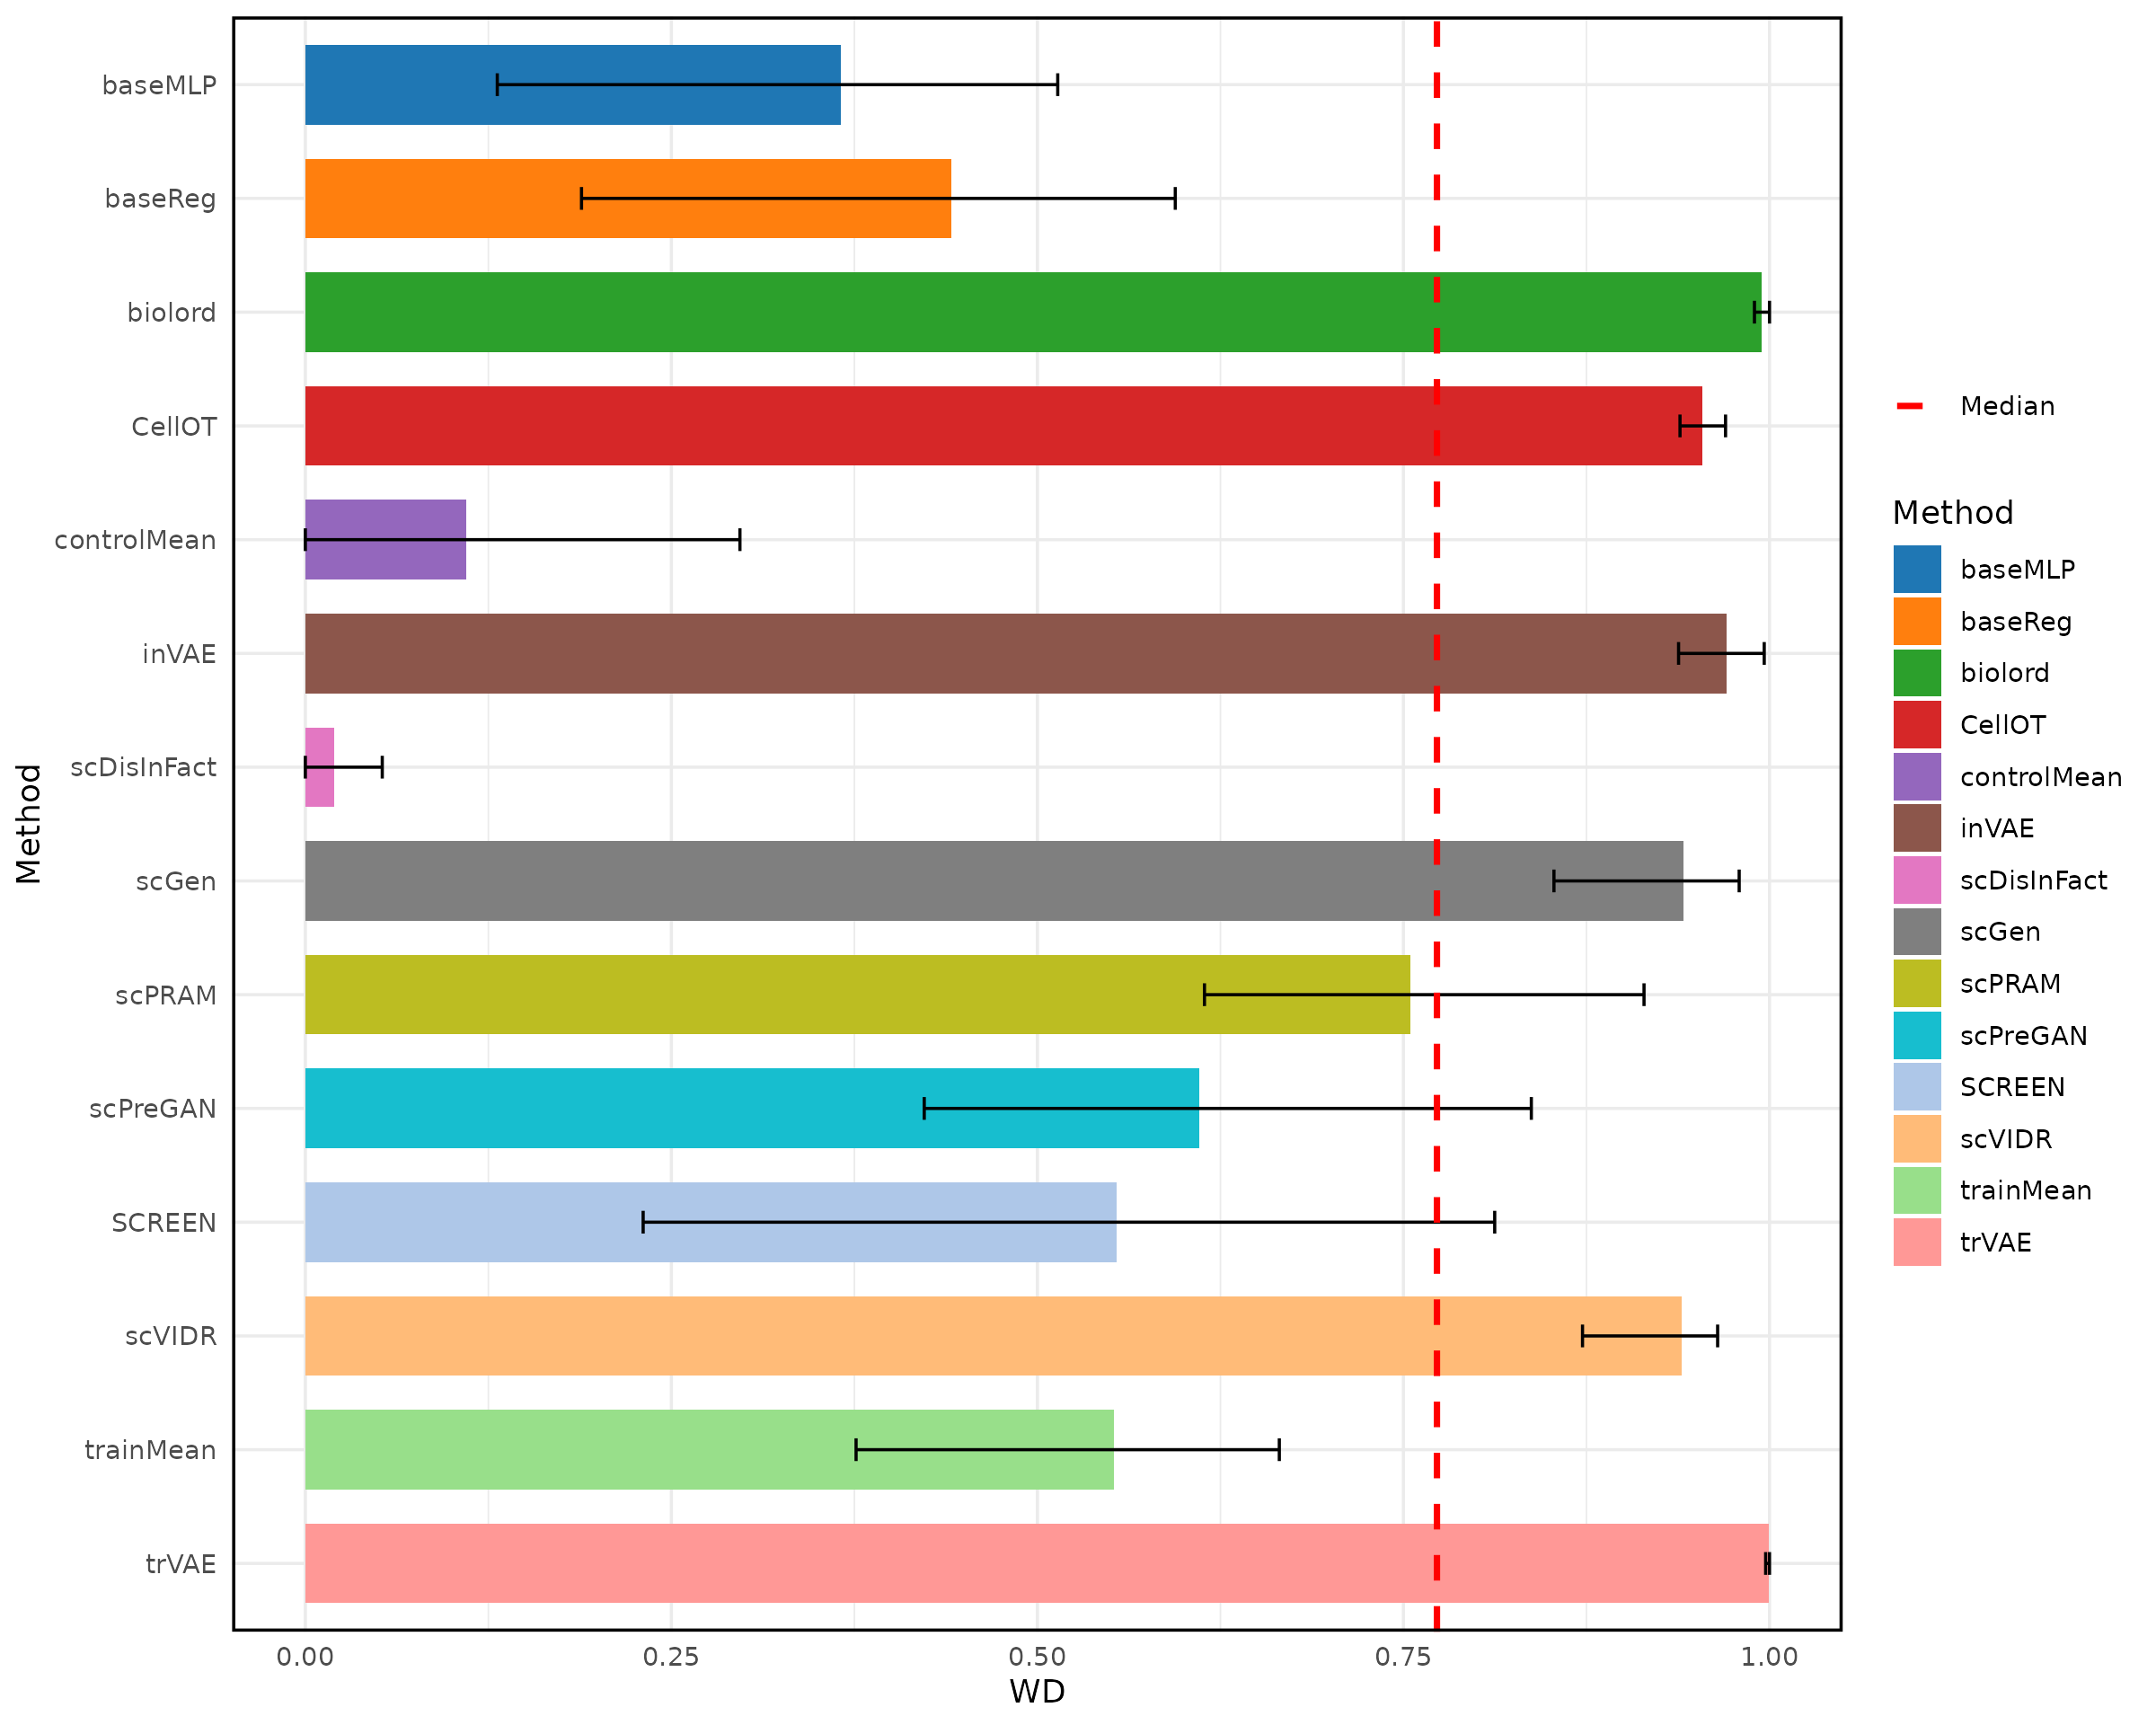 baseMLP
baseReg
biolord
CellOT
controlMean
inVAE
scDisInFact
scGen
scPRAM
scPreGAN
SCREEN
scVIDR
trainMean
trVAE
Method
0.00 0.25 0.50 0.75 1.00
WD
Median
Method
baseMLP
baseReg
biolord
CellOT
controlMean
inVAE
scDisInFact
scGen
scPRAM
scPreGAN
SCREEN
scVIDR
trainMean
trVAE